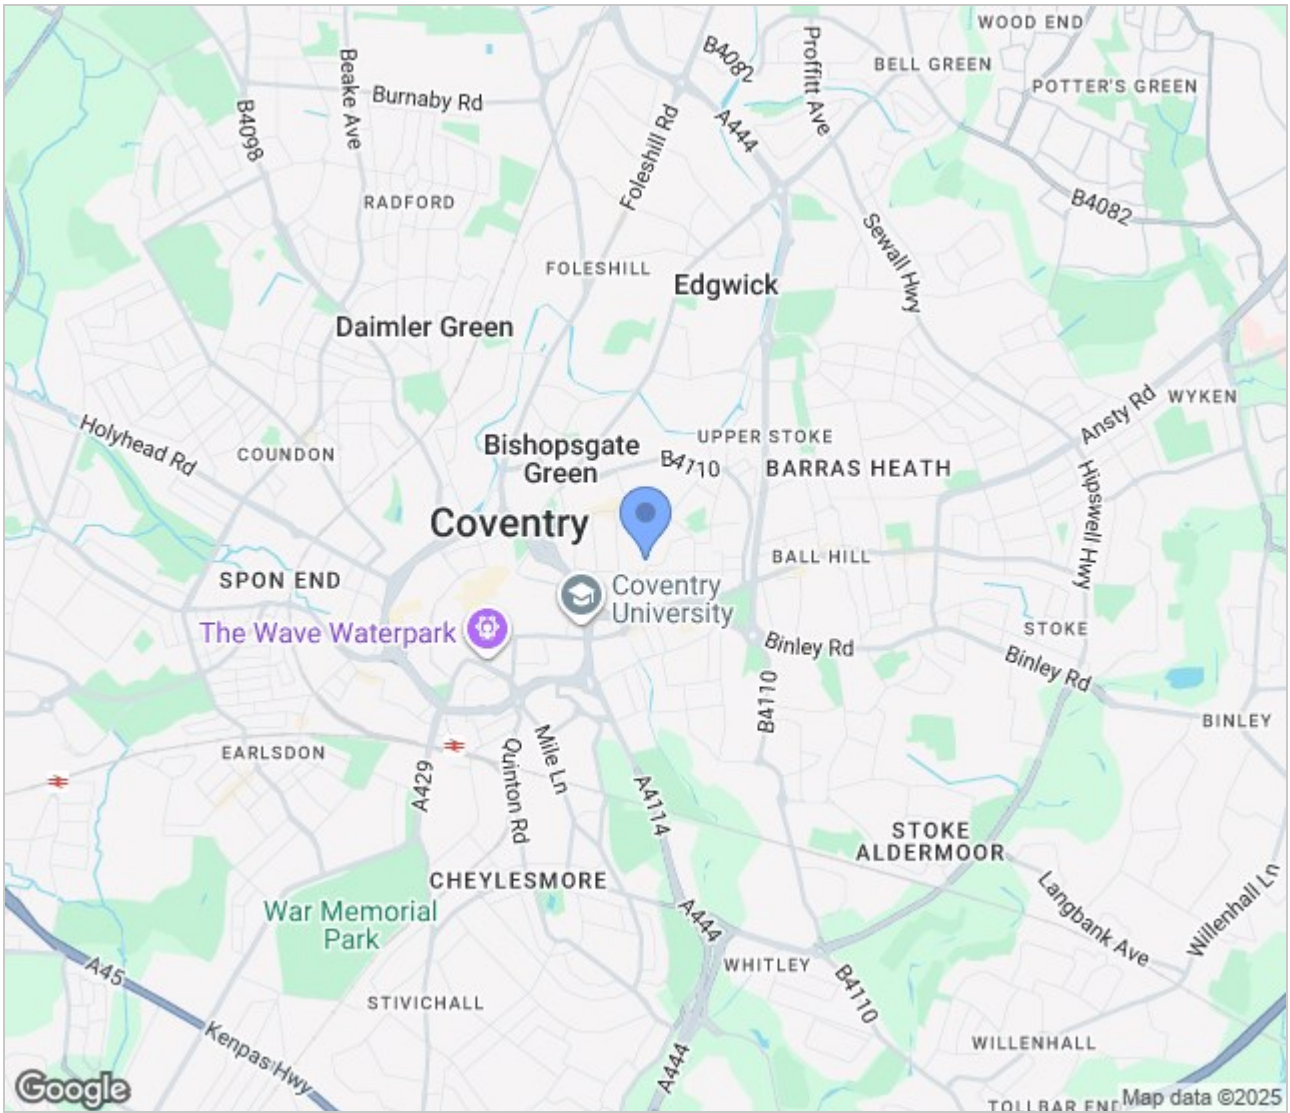 WOOD END
B4082
Proffitt Ave
BELL GREEN
POTTER'S GREEN
Beake Ave
Burnaby Rd
B4098
Foleshill Rd
A444
RADFORD
B4082
Sewall Hwy
FOLESHILL
Edgwick
Daimler Green
Holyhead Rd
COUNDON
Bishopsgate
Green
UPPER STOKE
B4110
BARRAS HEATH
Ansty Rd
WYKEN
Hipswell Hwy
Coventry
BALL HILL
SPON END
Coventry
University
The Wave Waterpark
STOKE
Binley Rd
Binley Rd
B4110
BINLEY
EARLSDON
Mile Ln
Quinton Rd
A429
A4114
STOKE
ALDERMOOR
CHEYLESMORE
War Memorial
Park
A444
Langbank Ave
Willenhall Ln
A45
WHITLEY
B4110
STIVICHALL
Kenpas Hwy
WILLENHALL
A444
Google
TOLLBAR END
Map data ©2025